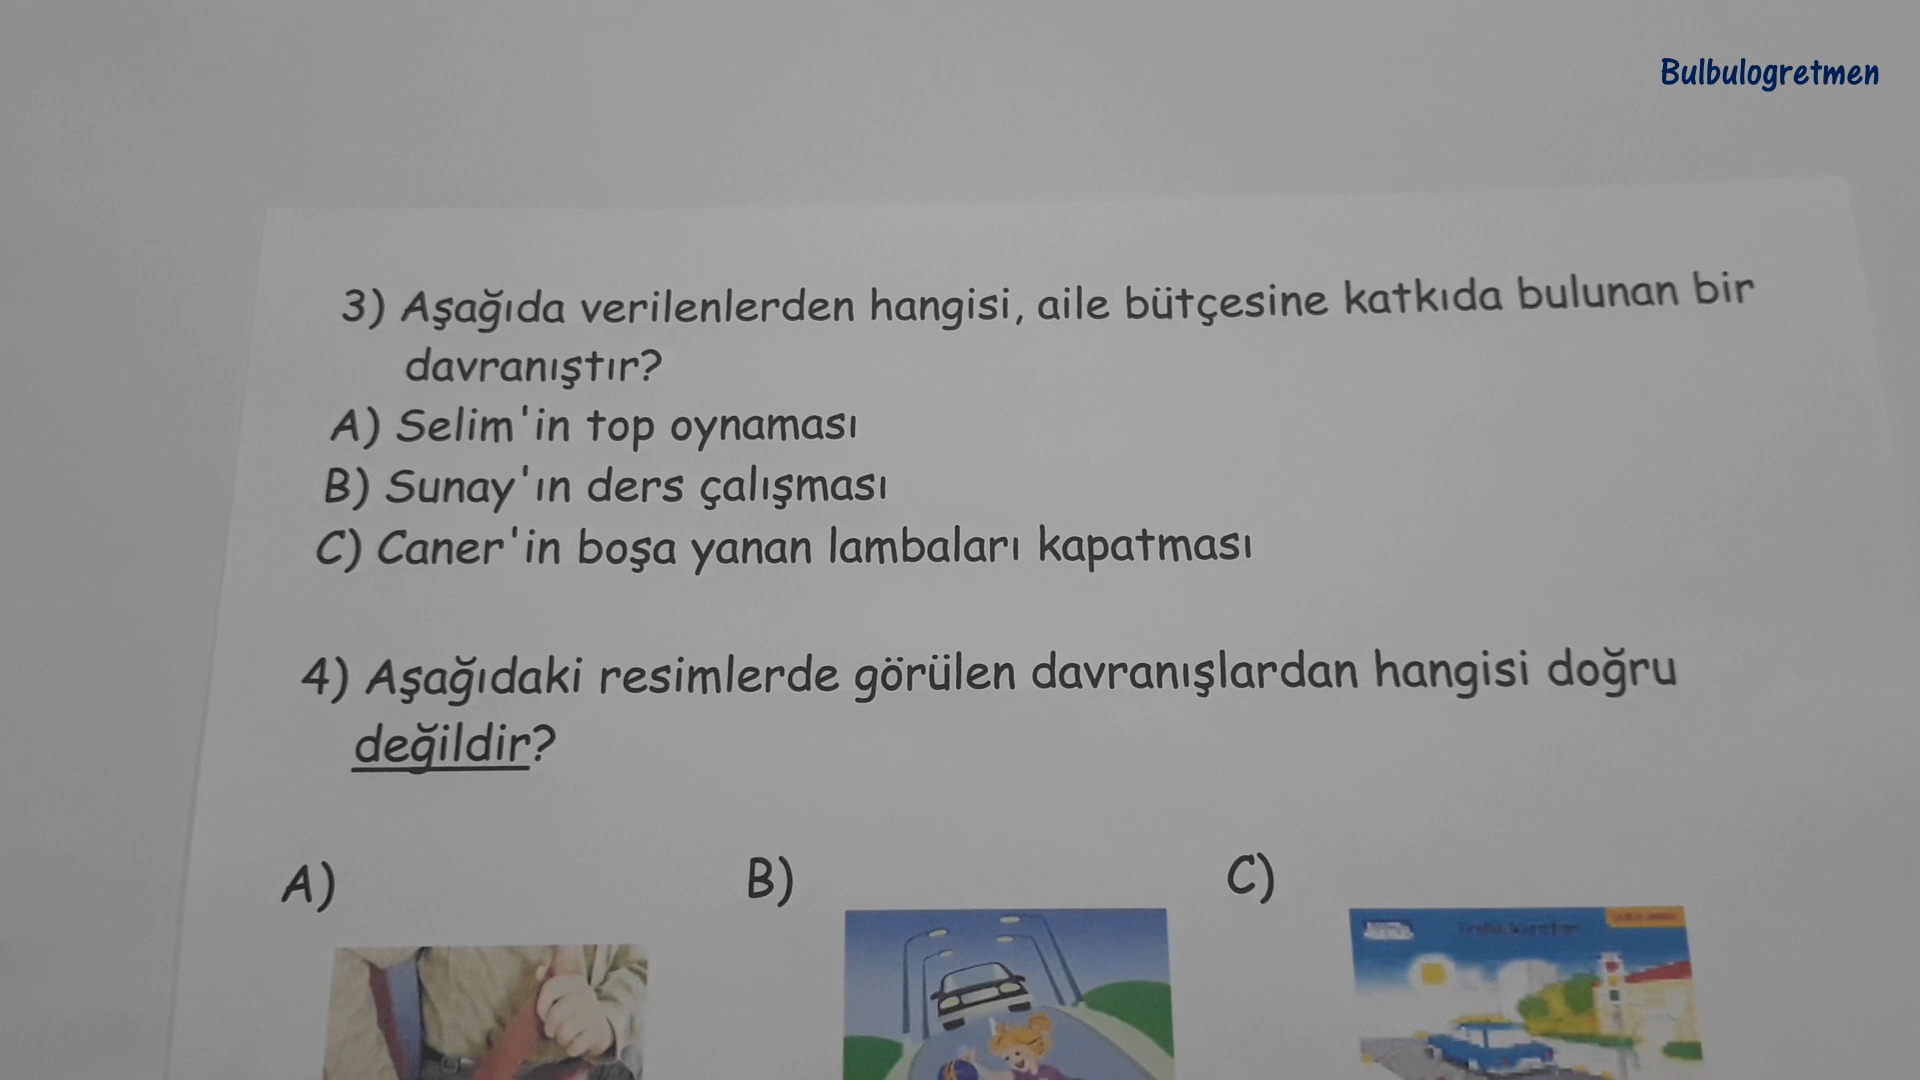 Bulbulogretmen
3) Aşağıda verilenlerden hangisi, aile bütçesine katkıda bulunan bir
davranıştır?
A) Selim'in top oynaması
B) Sunay'ın ders çalışması
C) Caner'in boşa yanan lambaları kapatması
4) Aşağıdaki resimlerde görülen davranışlardan hangisi doğru
değildir?
A)
B)
C)